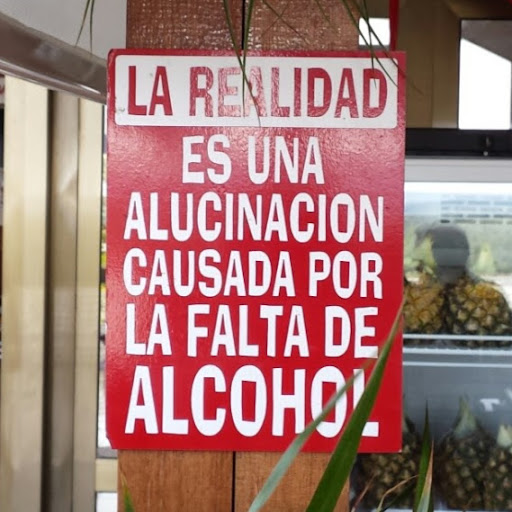 LA REALIDAD
ES UNA
ALUCINACION
CAUSADA POR
LA FALTA DE
ALCOHOL